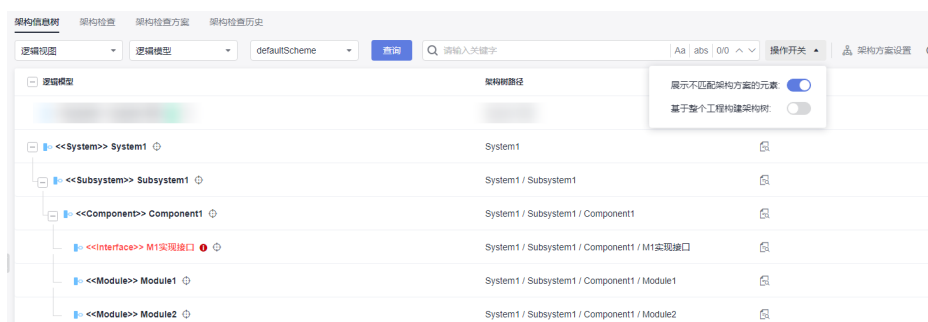 架构信息树 架构检查 架构检查方案 架构检查历史
逻辑视图 逻辑模型 defaultScheme 查询 请输入关键字 Aa abs 0/0 操作开关 架构方案设置
逻辑模型 架构树路径
展示不匹配架构方案的元素:
基于整个工程构建架构树:
<<System>> System1 System1
<<Subsystem>> Subsystem1 System1 / Subsystem1
<<Component>> Component1 System1 / Subsystem1 / Component1
<<Interface>> M1实现接口 System1 / Subsystem1 / Component1 / M1实现接口
<<Module>> Module1 System1 / Subsystem1 / Component1 / Module1
<<Module>> Module2 System1 / Subsystem1 / Component1 / Module2